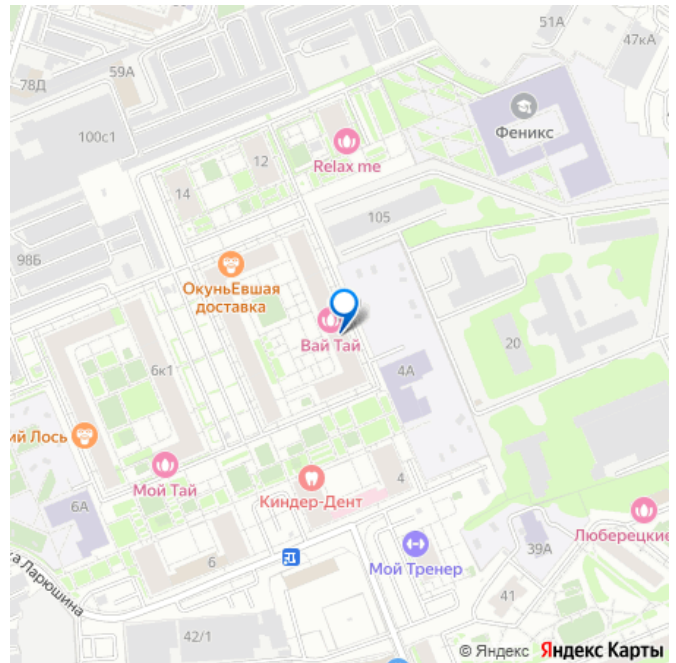 51А
47кА
59А
78Д
Феникс
100с1
12
Relax me
14
105
98Б
ОкуньЕвшая
доставка
Вай Тай
20
4А
6к1
ий Лось
Мой Тай
Киндер-Дент
4
6А
Люберецкие
39А
Мой Тренер
6
41
ка Ларюшина
42/1
© Яндекс Яндекс Карты